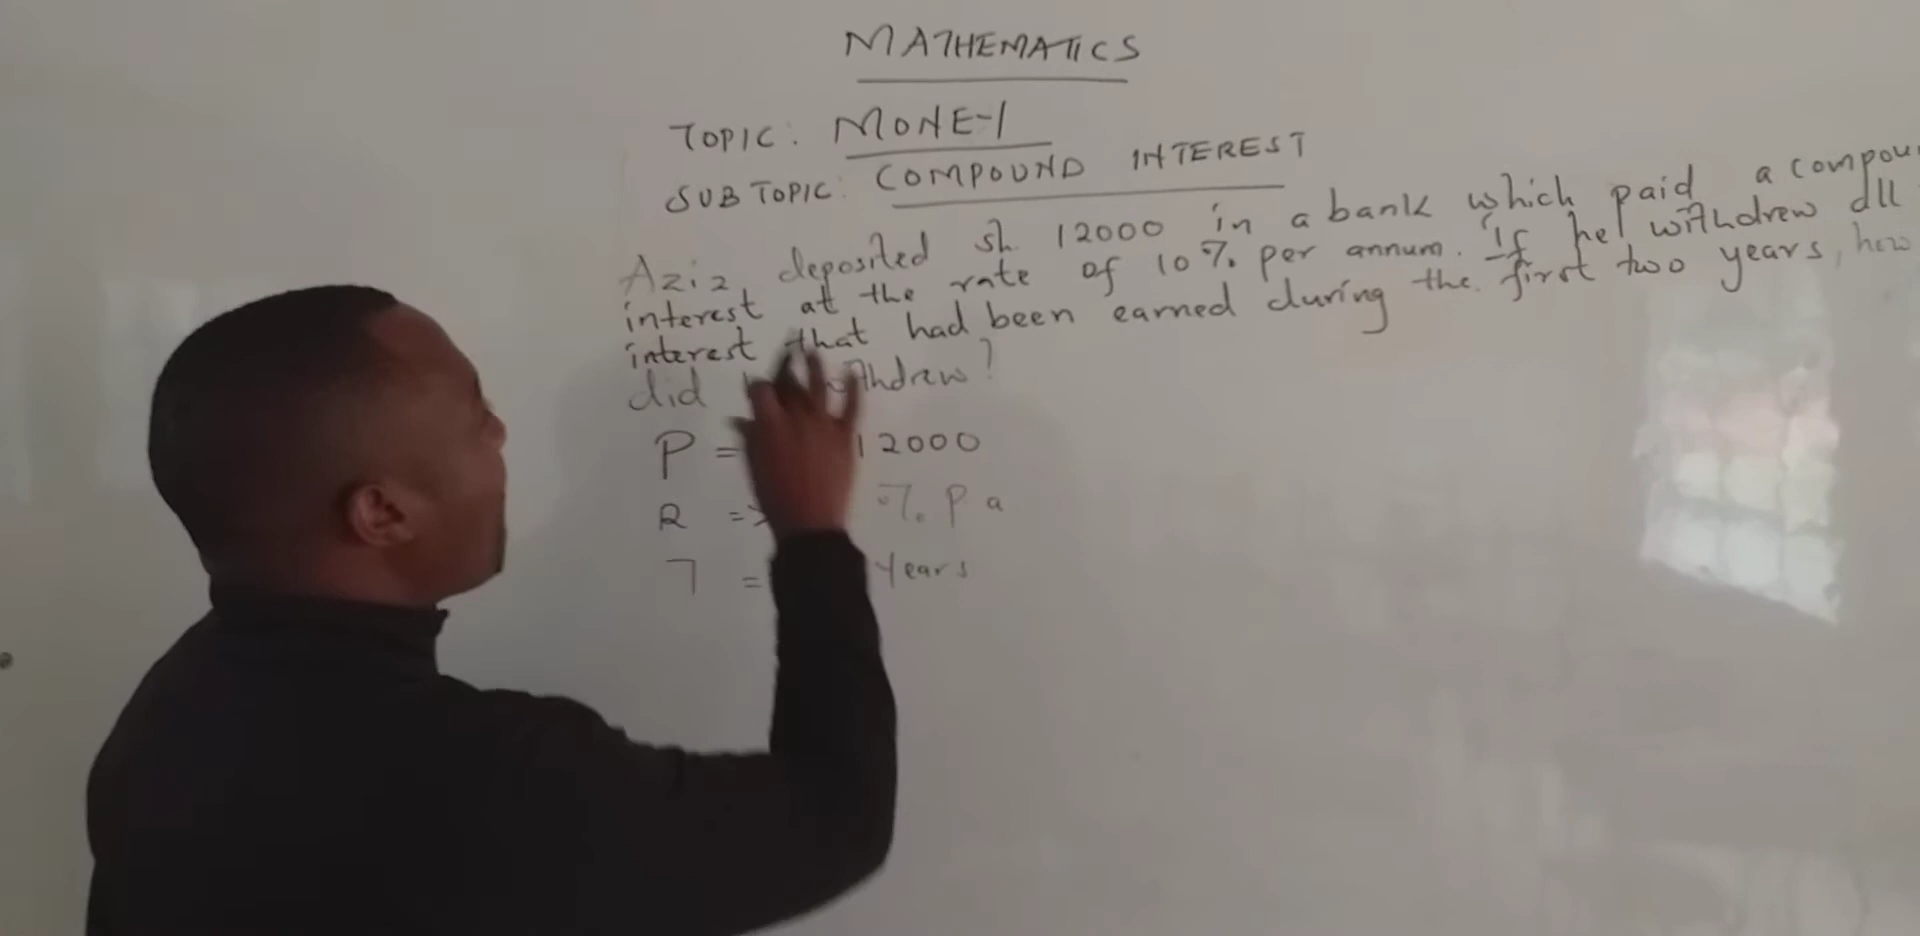 MATHEMATICS
TOPIC: MONEY
SUB TOPIC: COMPOUND INTEREST
Aziz deposited sh. 12000 in a bank which paid a compou
interest at the rate of 10% per annum. If he withdrew all
interest that had been earned during the first two years, how
did withdrew?
P = 12000
R => % p a
T = Years